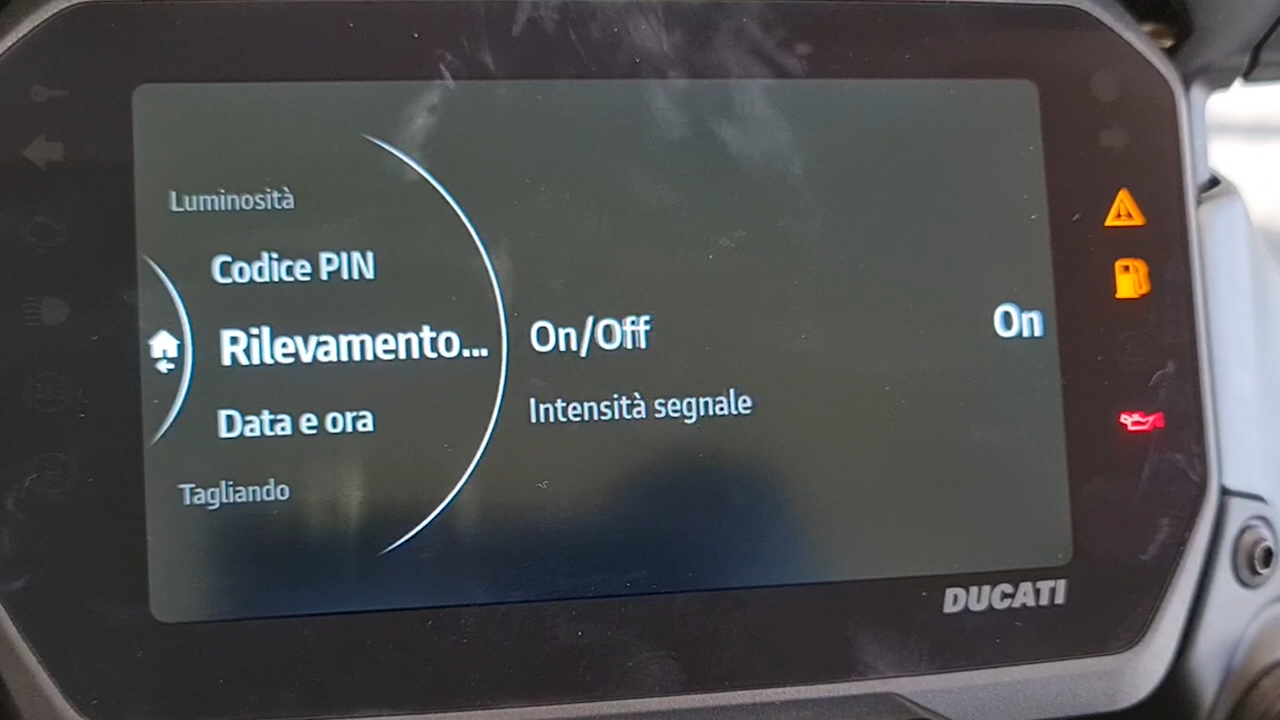 Luminosità
Codice PIN
Rilevamento...
Data e ora
Tagliando
On/Off
On
Intensità segnale
DUCATI